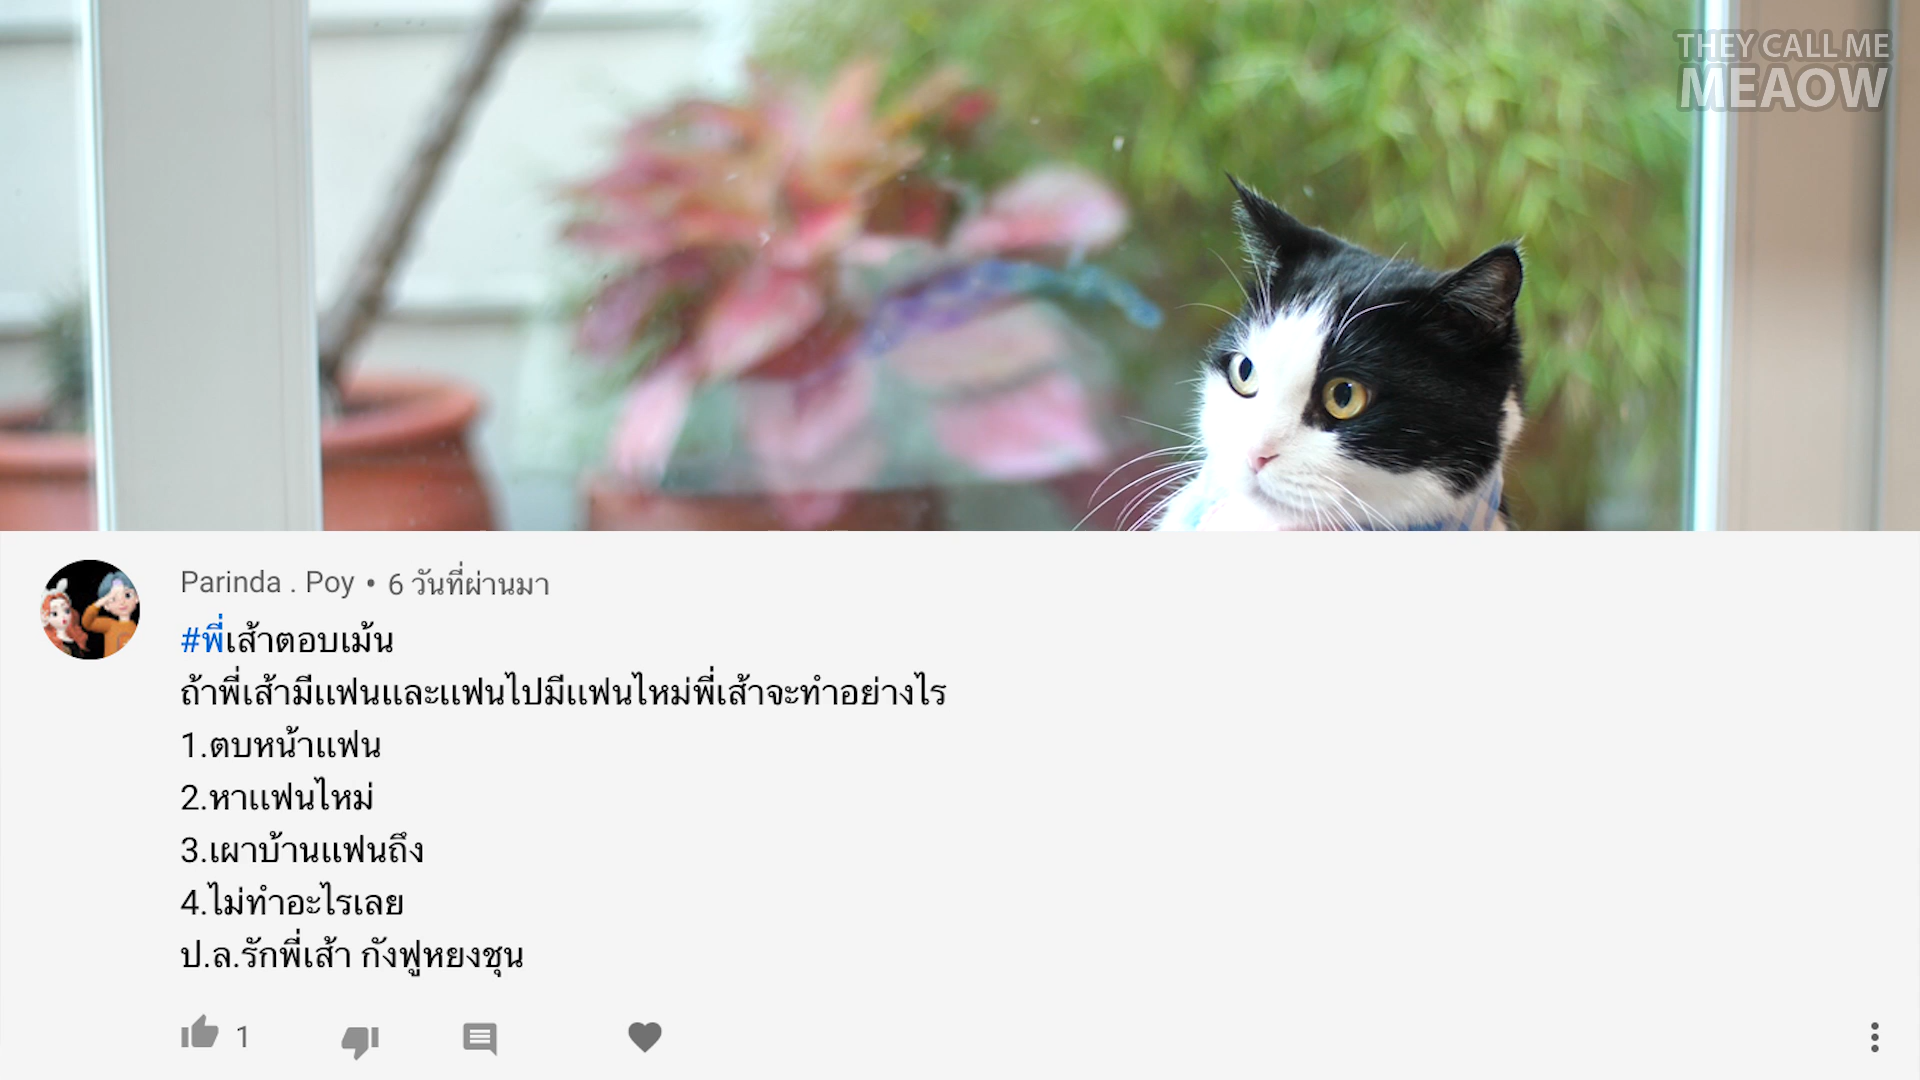 THEY CALL ME
MEAOW
Parinda . Poy • 6 วันที่ผ่านมา
#พี่เส้าตอบเม้น
ถ้าพี่เส้ามีแฟนและแฟนไปมีแฟนไหม่พี่เส้าจะทำอย่างไร
1.ตบหน้าแฟน
2.หาแฟนไหม่
3.เผาบ้านแฟนถึง
4.ไม่ทำอะไรเลย
ป.ล.รักพี่เส้า กังฟูหยงชุน
1